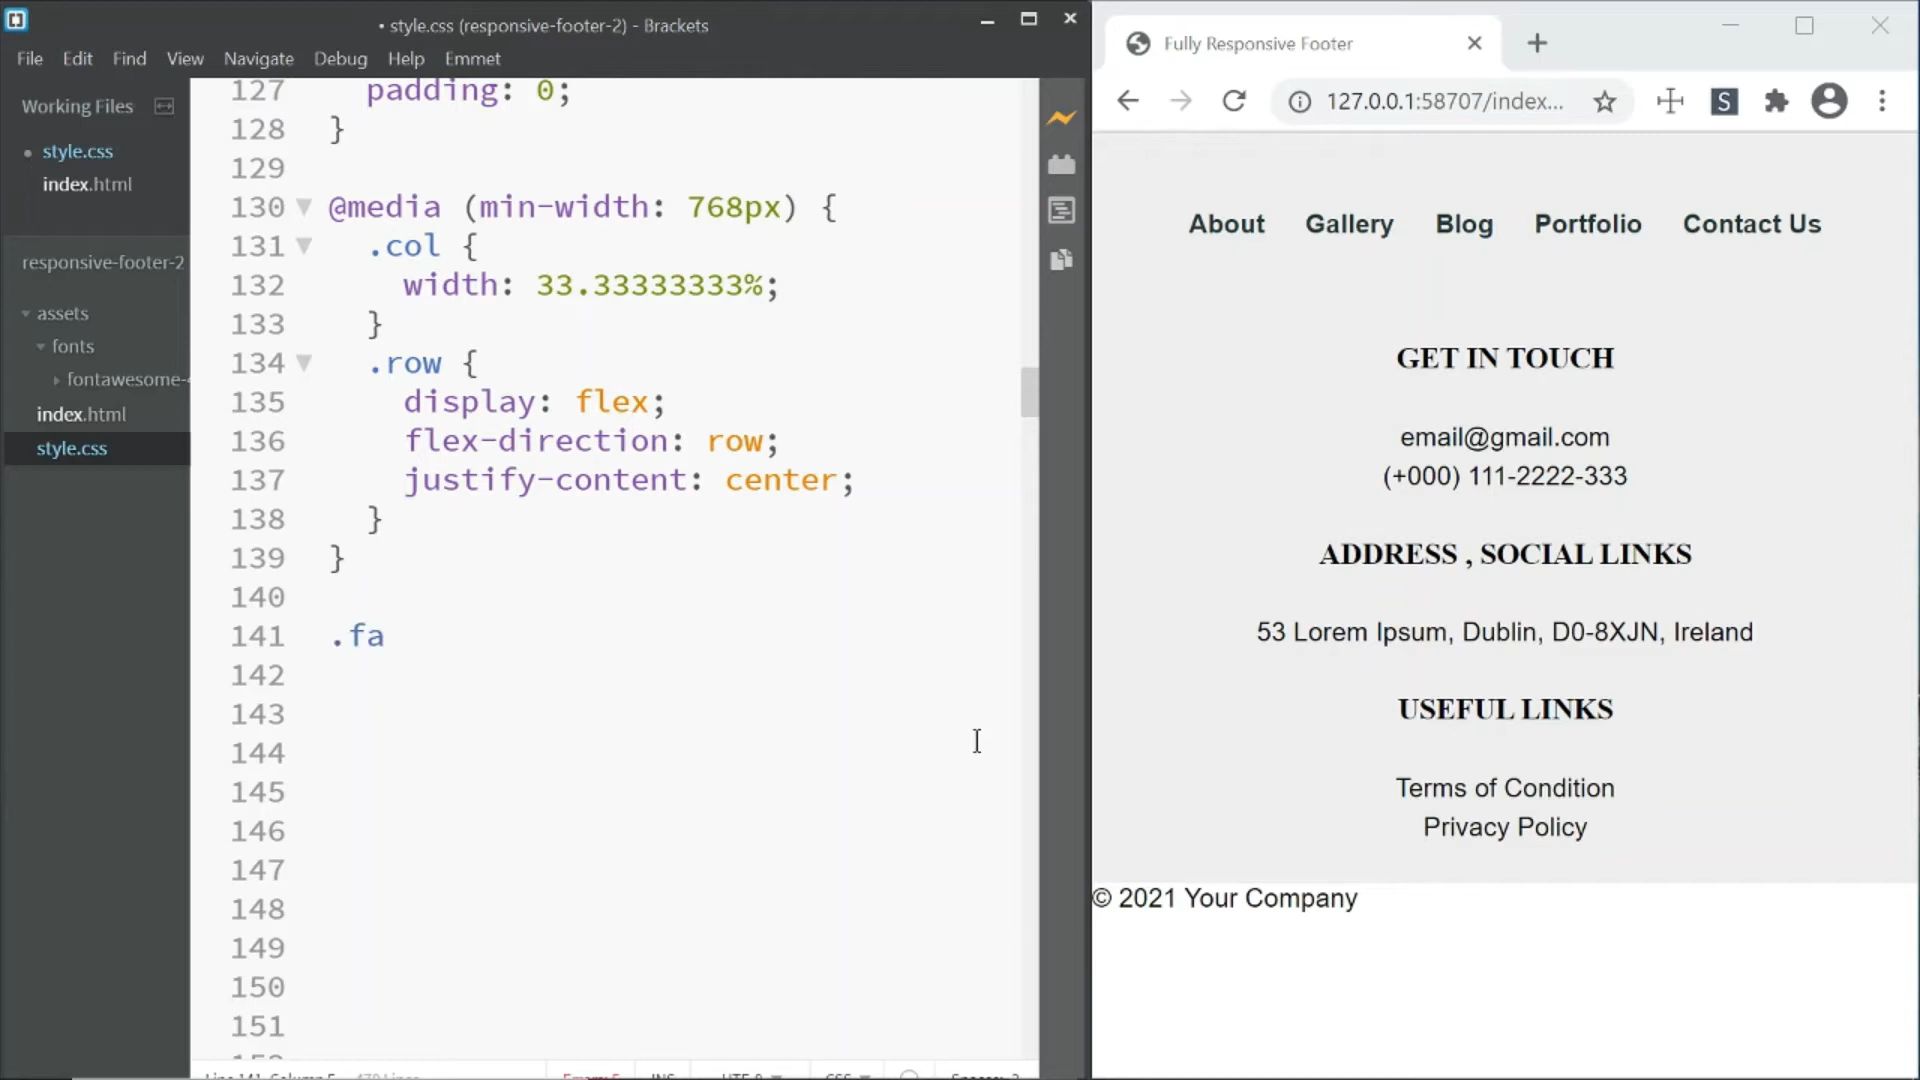 • style.css (responsive-footer-2) - Brackets
File Edit Find View Navigate Debug Help Emmet
Working Files
style.css
index.html
responsive-footer-2
assets
fonts
fontawesome-
index.html
style.css
127 padding: 0;
128 }
129
130 @media (min-width: 768px) {
131 .col {
132 width: 33.33333333%;
133 }
134 .row {
135 display: flex;
136 flex-direction: row;
137 justify-content: center;
138 }
139 }
140
141 .fa
142
143
144
145
146
147
148
149
150
151
Fully Responsive Footer
127.0.0.1:58707/index...
S
About Gallery Blog Portfolio Contact Us
GET IN TOUCH
email@gmail.com
(+000) 111-2222-333
ADDRESS , SOCIAL LINKS
53 Lorem Ipsum, Dublin, D0-8XJN, Ireland
USEFUL LINKS
Terms of Condition
Privacy Policy
© 2021 Your Company